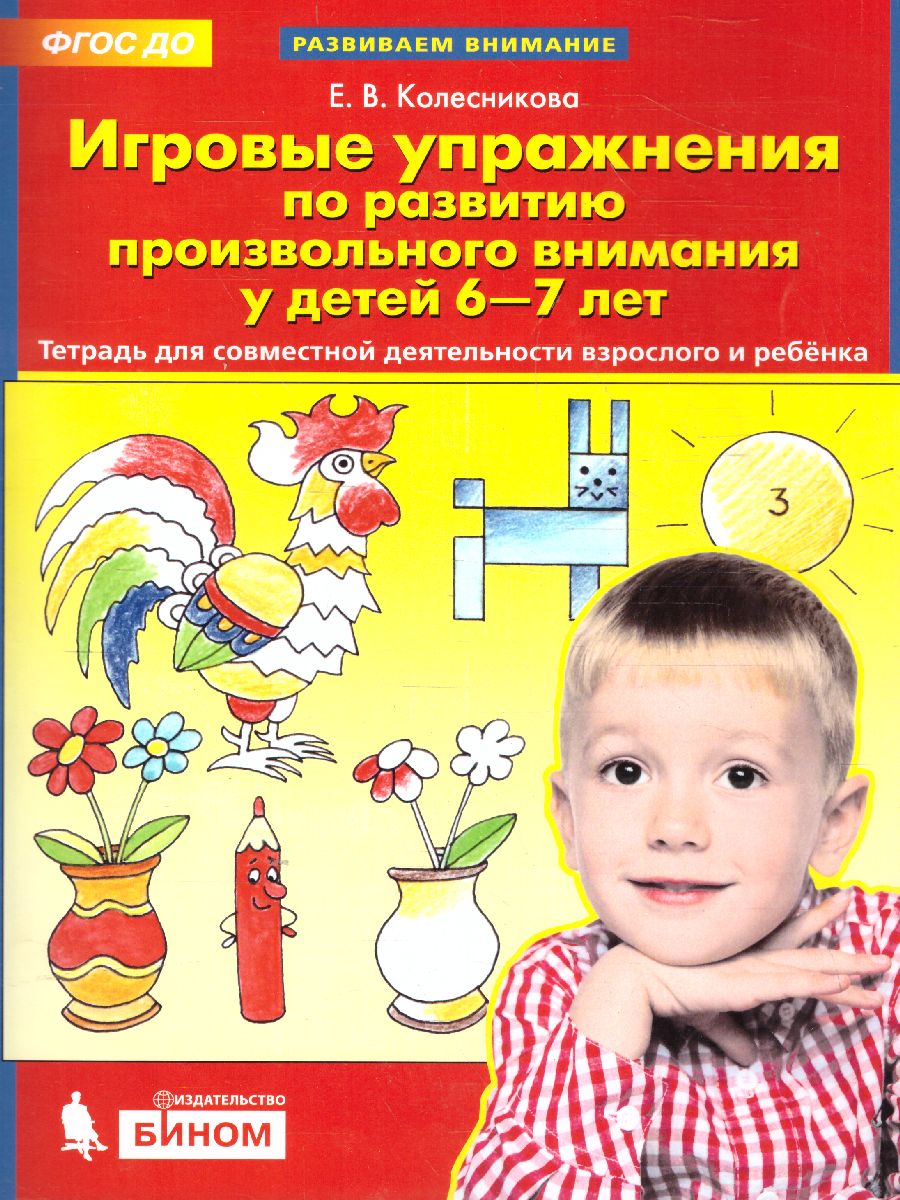 ФГОС ДО
РАЗВИВАЕМ ВНИМАНИЕ
Е. В. Колесникова
Игровые упражнения
по развитию
произвольного внимания
у детей 6—7 лет
Тетрадь для совместной деятельности взрослого и ребёнка
3
ИЗДАТЕЛЬСТВО
БИНОМ